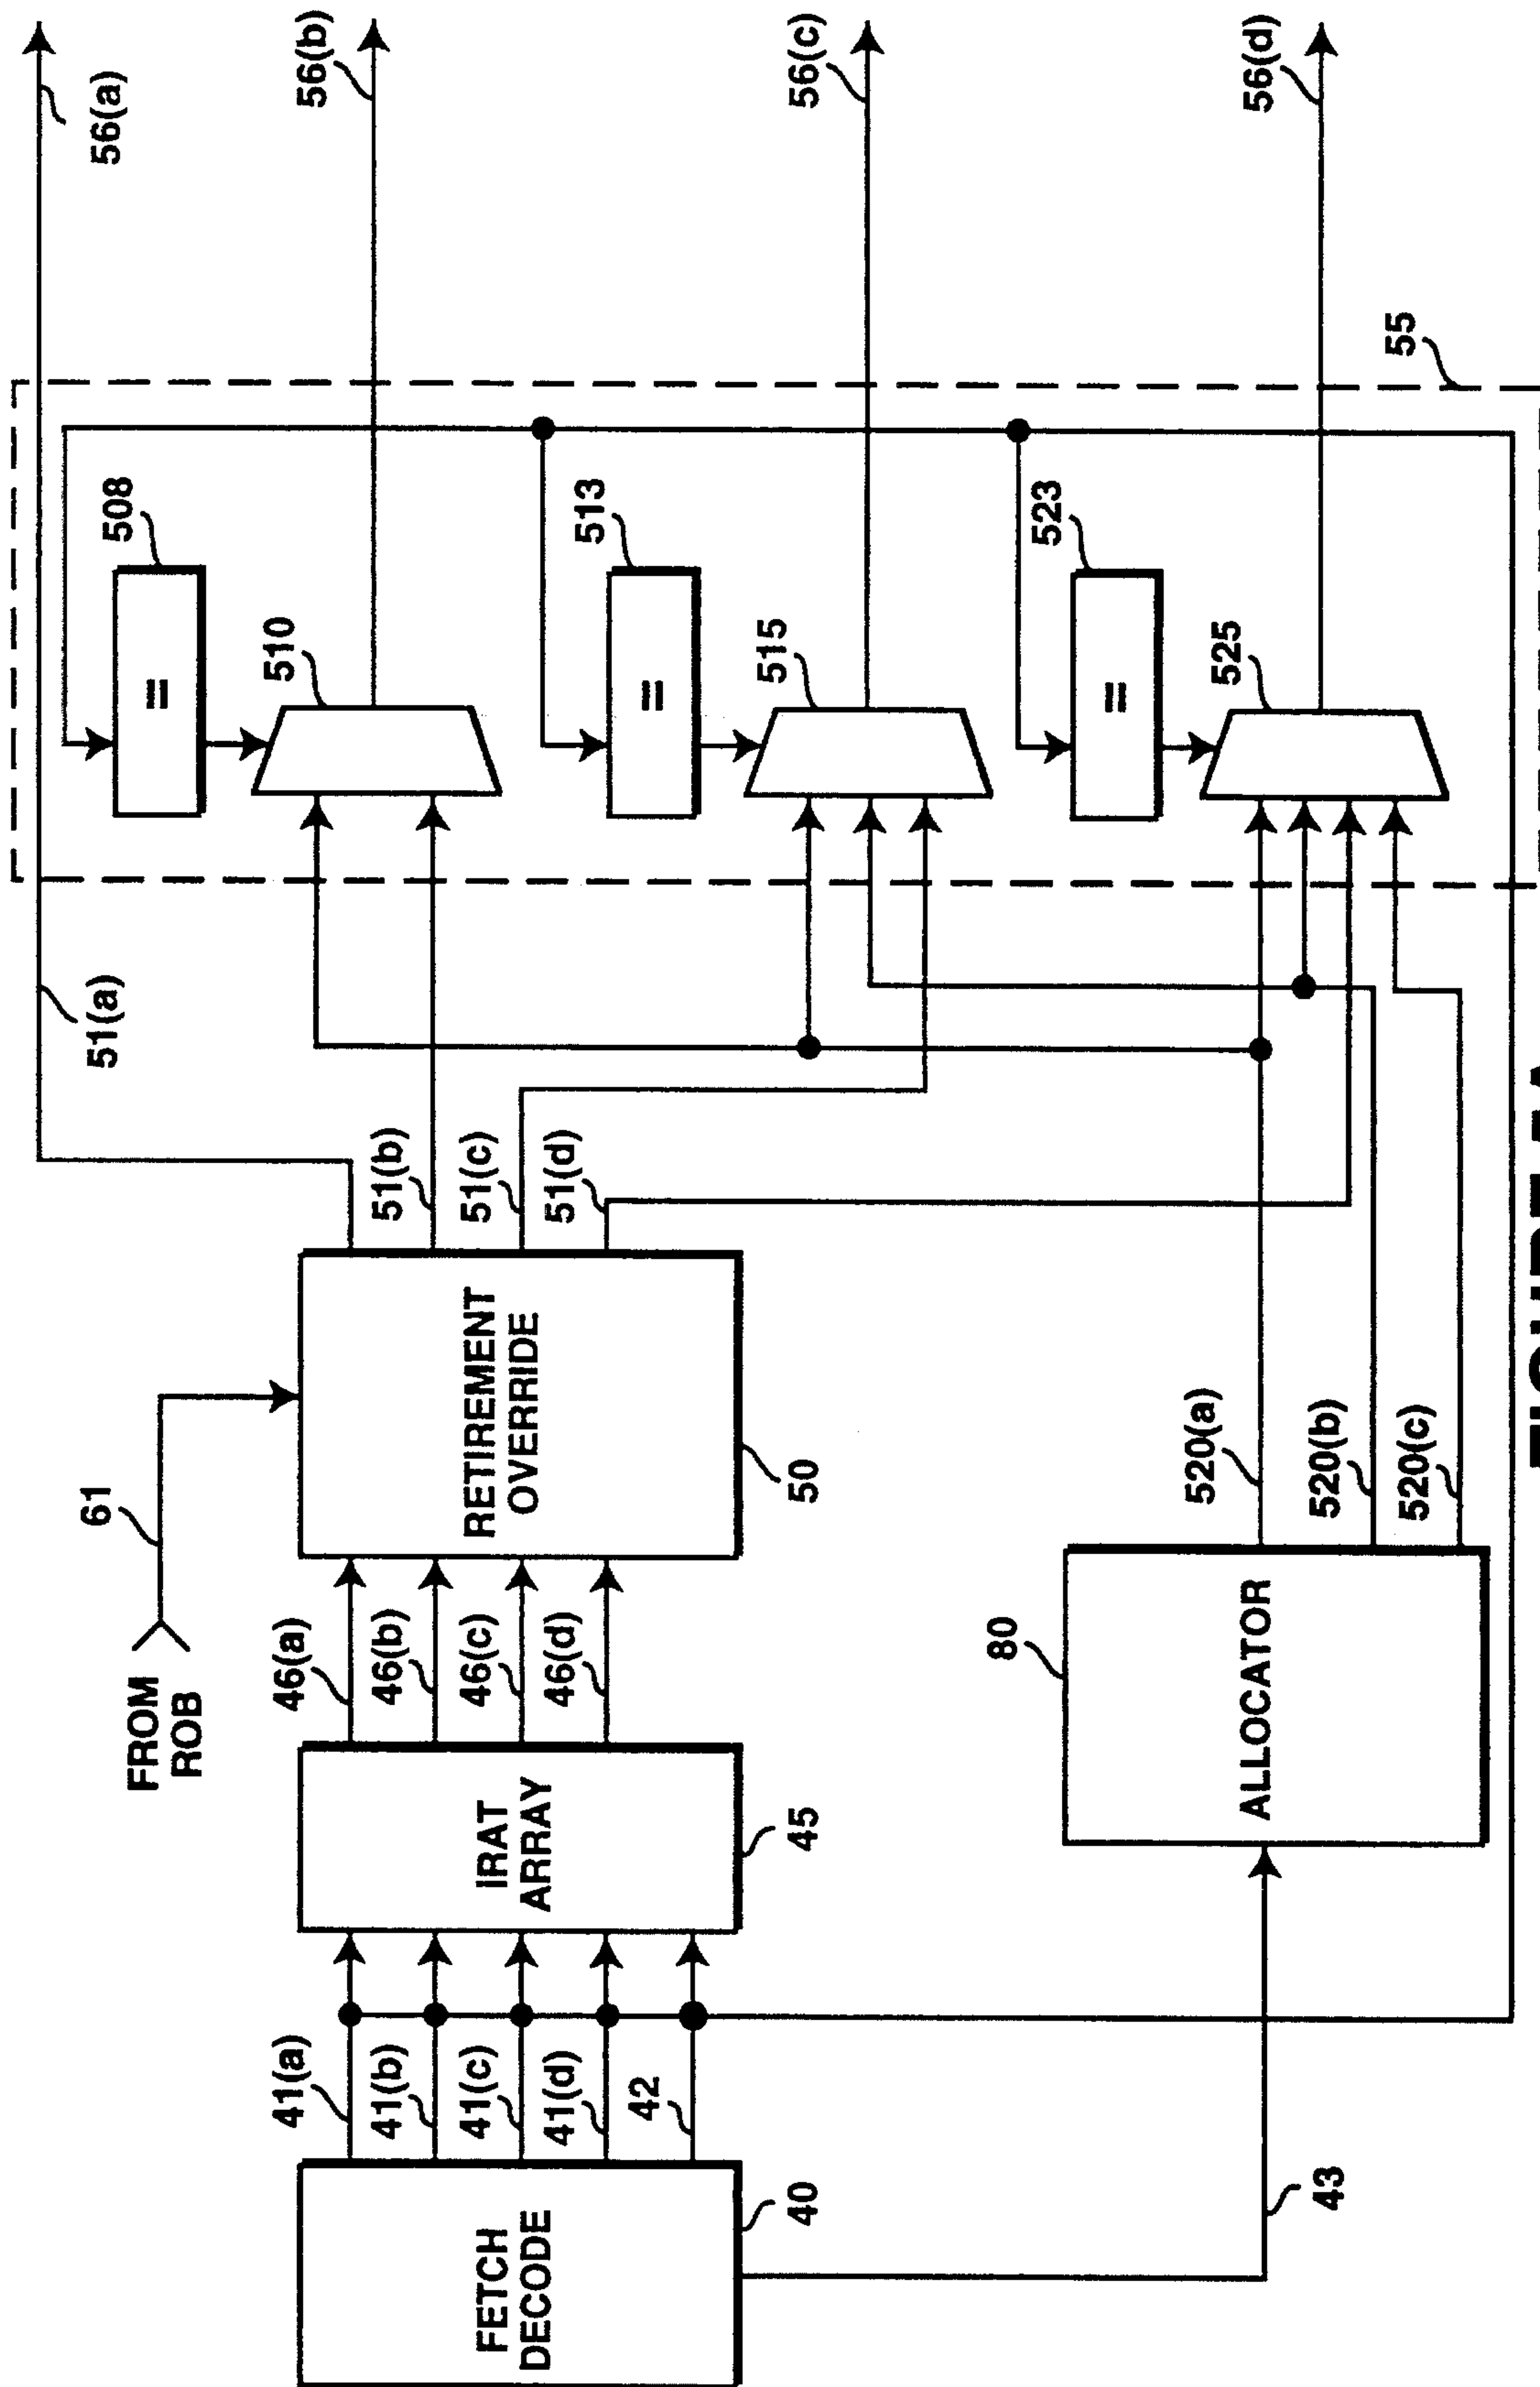 61
51(a)
56(a)
FROM
ROB
508
=
46(a)
41(a)
510
56(b)
46(b)
41(b)
51(b)
FETCH
DECODE
41(c)
41(d)
42
IRAT
ARRAY
46(c)
46(d)
RETIREMENT
OVERRIDE
51(c)
51(d)
513
=
40
45
50
515
56(c)
80
523
=
ALLOCATOR
520(a)
525
56(d)
43
520(b)
520(c)
55